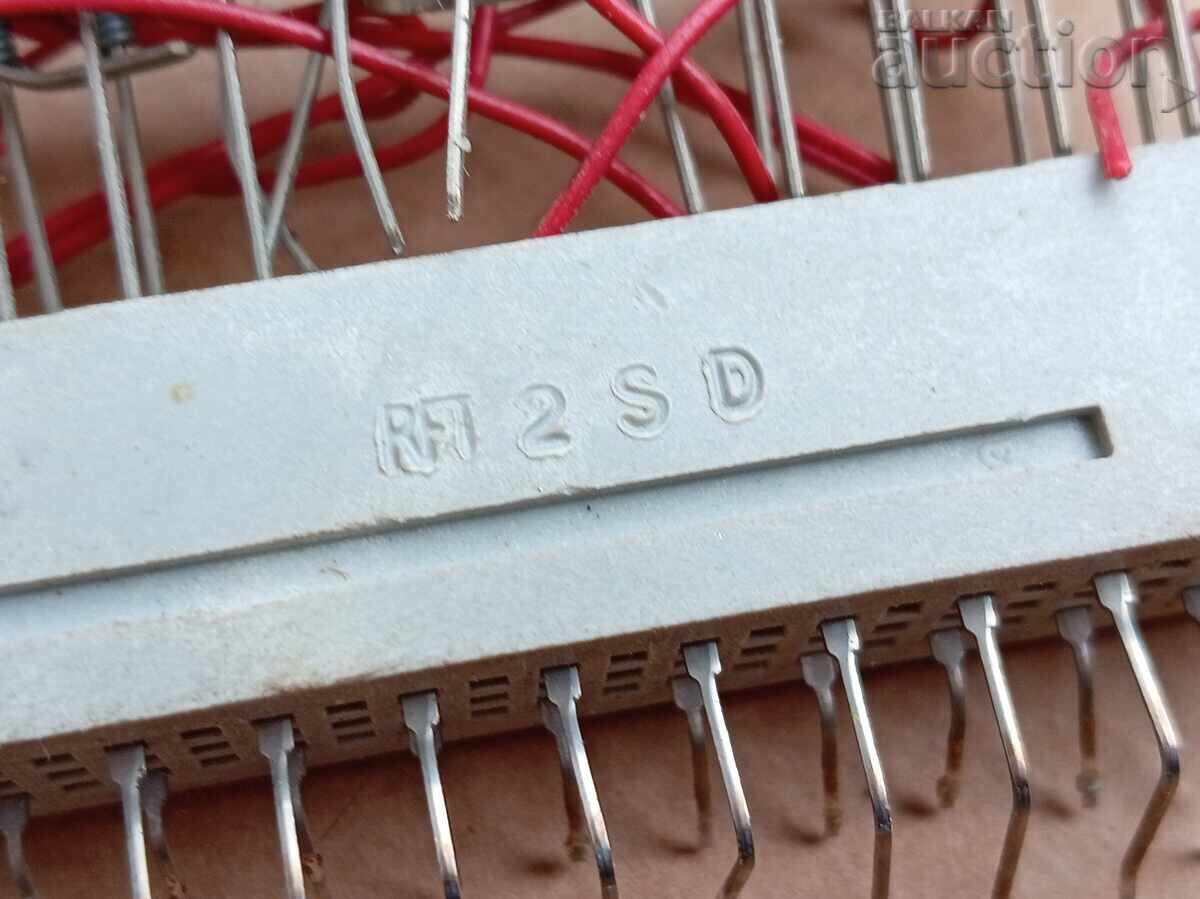 BALKAN
auction
RFT 2 S D